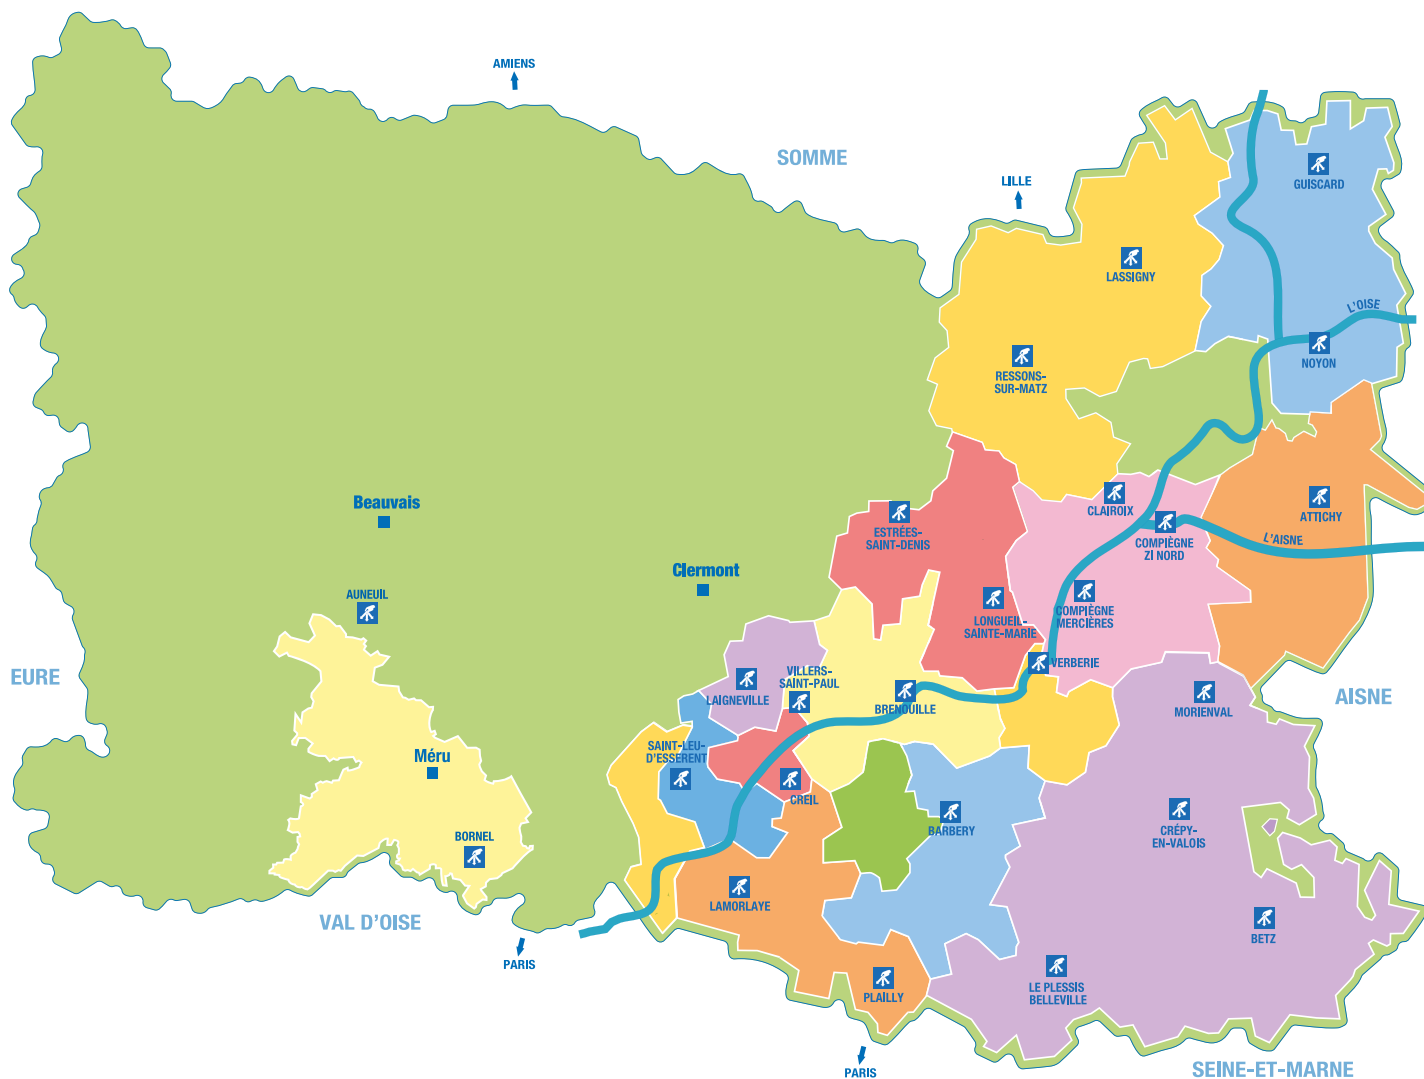 AMIENS
SOMME
LILLE
GUISCARD
LASSIGNY
L'OISE
NOYON
RESSONS-
SUR-MATZ
Beauvais
CLAIROIX
ATTICHY
ESTRÉES-
SAINT-DENIS
COMPIÈGNE
ZI NORD
L'AISNE
Clermont
AUNEUIL
LONGUEIL-
SAINTE-MARIE
COMPIÈGNE
MERCIÈRES
EURE
VILLERS-
SAINT-PAUL
LAIGNEVILLE
VERBERIE
BRENOUILLE
MORIENVAL
AISNE
Méru
SAINT-LEU-
D'ESSERENT
CREIL
BORNEL
BARBERY
CRÉPY-
EN-VALOIS
LAMORLAYE
VAL D'OISE
BETZ
PARIS
PLAILLY
LE PLESSIS
BELLEVILLE
PARIS
SEINE-ET-MARNE